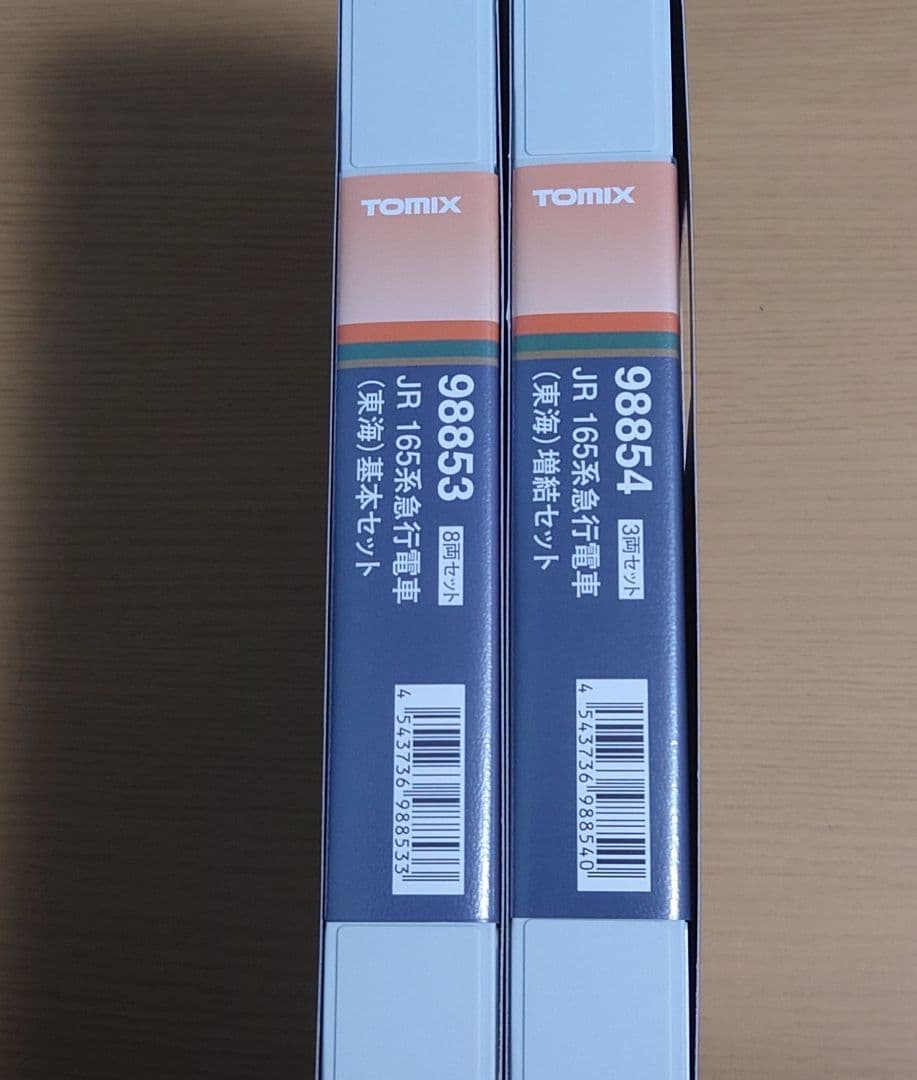 TOMIX
98853 8両セット
JR 165系急行電車
(東海)基本セット
4 543736 988533
TOMIX
98854 3両セット
JR 165系急行電車
(東海)増結セット
4 543736 988540